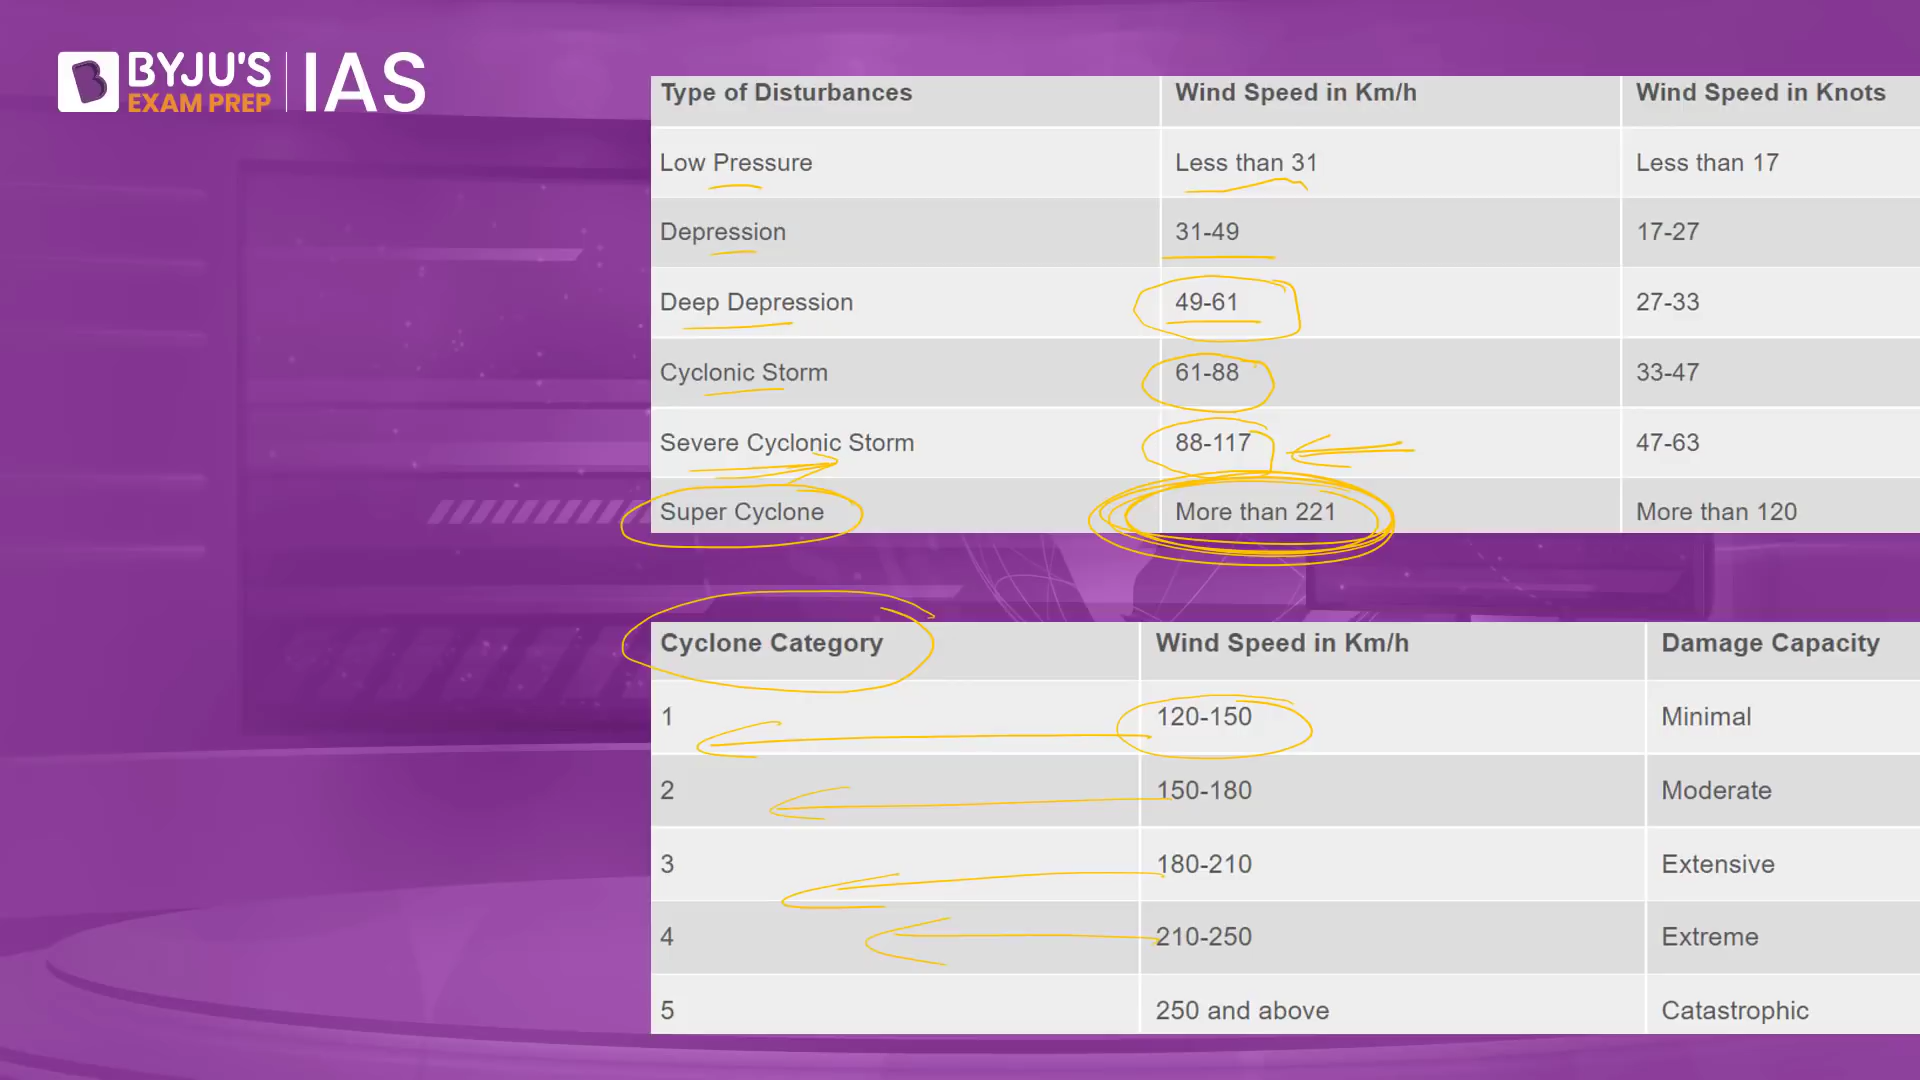 BYJU'S
EXAM PREP
IAS
Type of Disturbances Wind Speed in Km/h Wind Speed in Knots
Low Pressure Less than 31 Less than 17
Depression 31-49 17-27
Deep Depression 49-61 27-33
Cyclonic Storm 61-88 33-47
Severe Cyclonic Storm 88-117 47-63
Super Cyclone More than 221 More than 120
Cyclone Category Wind Speed in Km/h Damage Capacity
1 120-150 Minimal
2 150-180 Moderate
3 180-210 Extensive
4 210-250 Extreme
5 250 and above Catastrophic